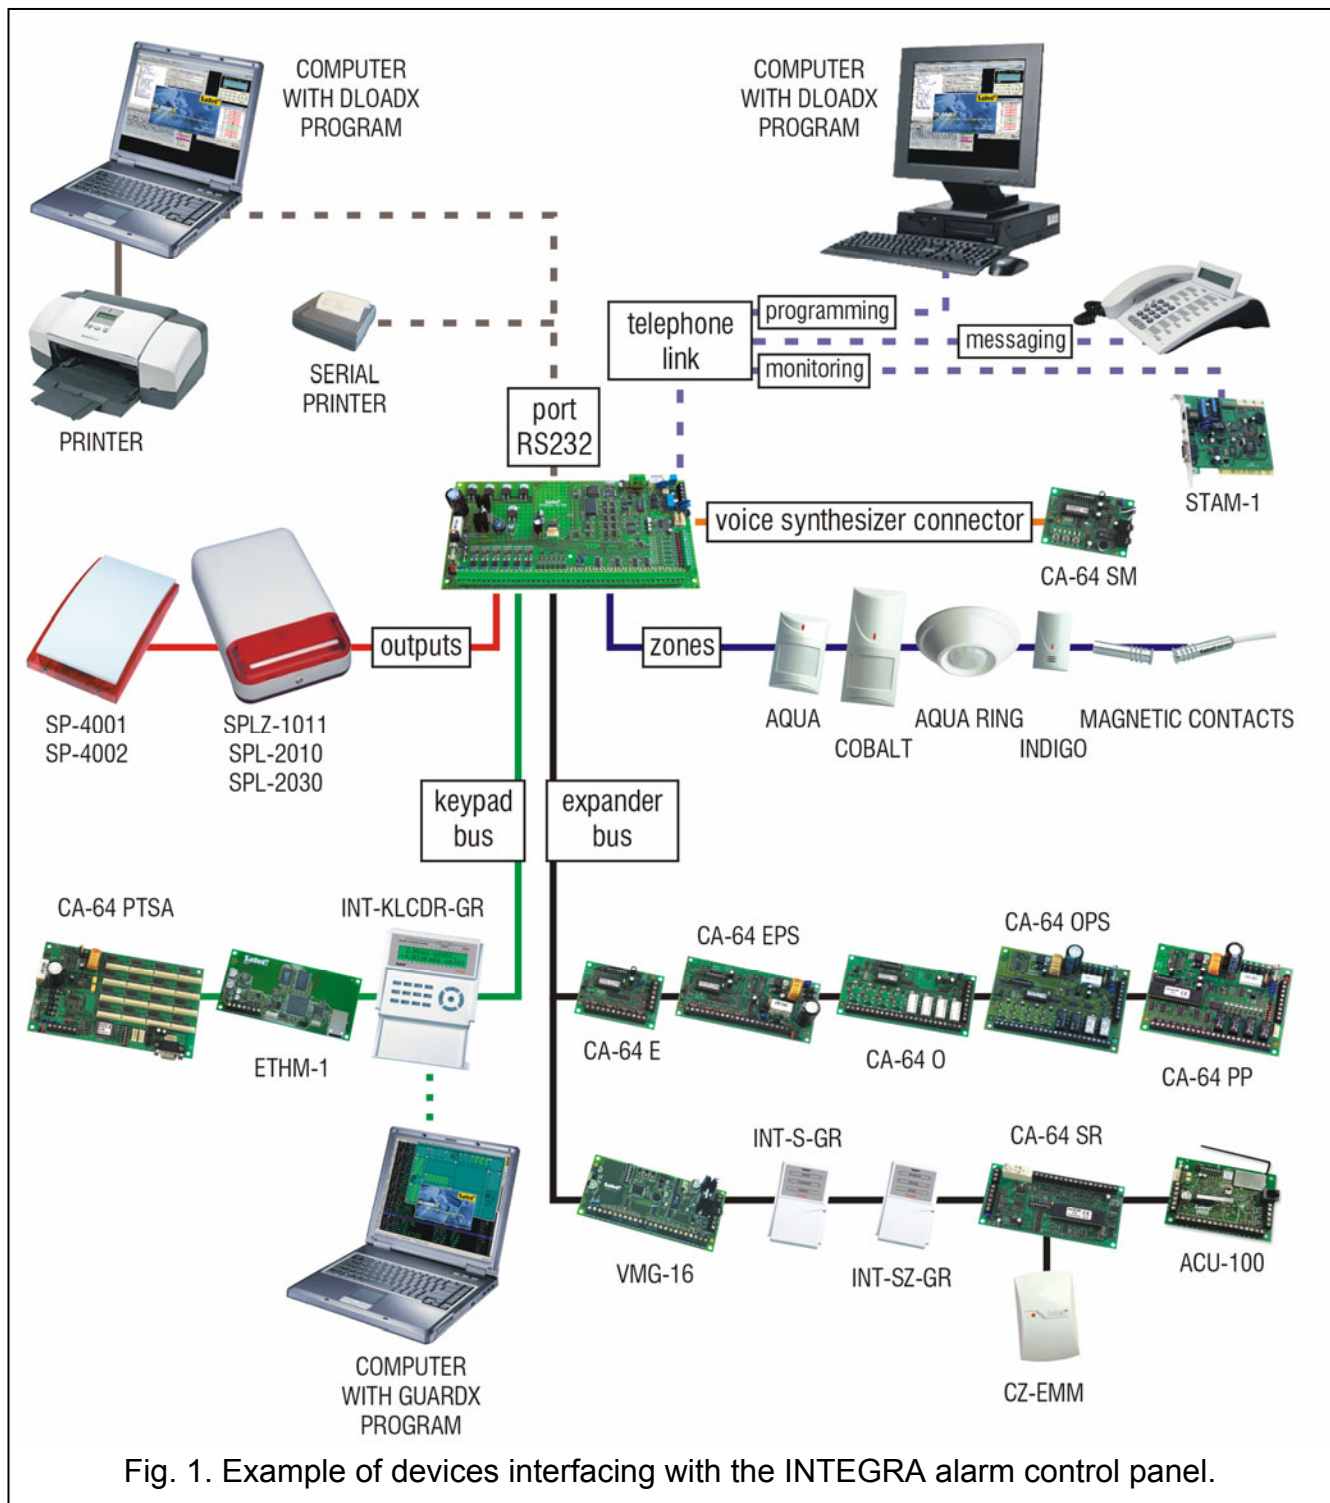 COMPUTER
WITH DLOADX
PROGRAM
COMPUTER
WITH DLOADX
PROGRAM
PRINTER
SERIAL
PRINTER
port
RS232
telephone
link
programming
messaging
monitoring
STAM-1
voice synthesizer connector
CA-64 SM
outputs
SP-4001
SP-4002
SPLZ-1011
SPL-2010
SPL-2030
zones
AQUA
COBALT
AQUA RING
INDIGO
MAGNETIC CONTACTS
keypad
bus
expander
bus
CA-64 PTSA
ETHM-1
INT-KLCDR-GR
CA-64 E
CA-64 EPS
CA-64 O
CA-64 OPS
CA-64 PP
VMG-16
INT-S-GR
INT-SZ-GR
CA-64 SR
ACU-100
CZ-EMM
COMPUTER
WITH GUARDX
PROGRAM
Fig. 1. Example of devices interfacing with the INTEGRA alarm control panel.